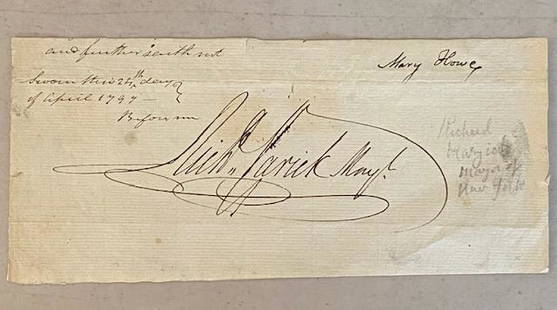 and further saith not
Mary Howe
Sworn this 24th day
of April 1797 —
Before me
Richd Varick Mayr
Richard
Mayor of
New York